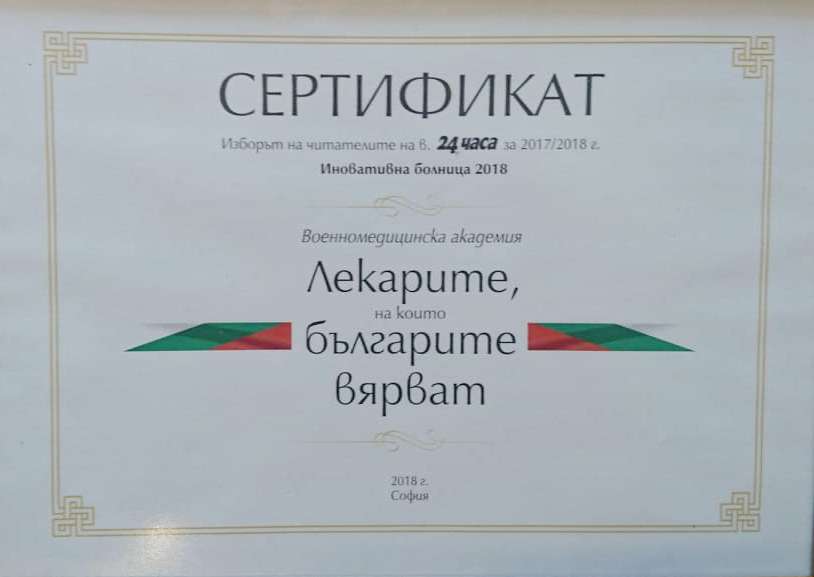 СЕРТИФИКАТ
Изборът на читателите на в. 24 часа за 2017/2018 г.
Иновативна болница 2018
Военномедицинска академия
Лекарите,
на които
българите
вярват
2018 г.
София